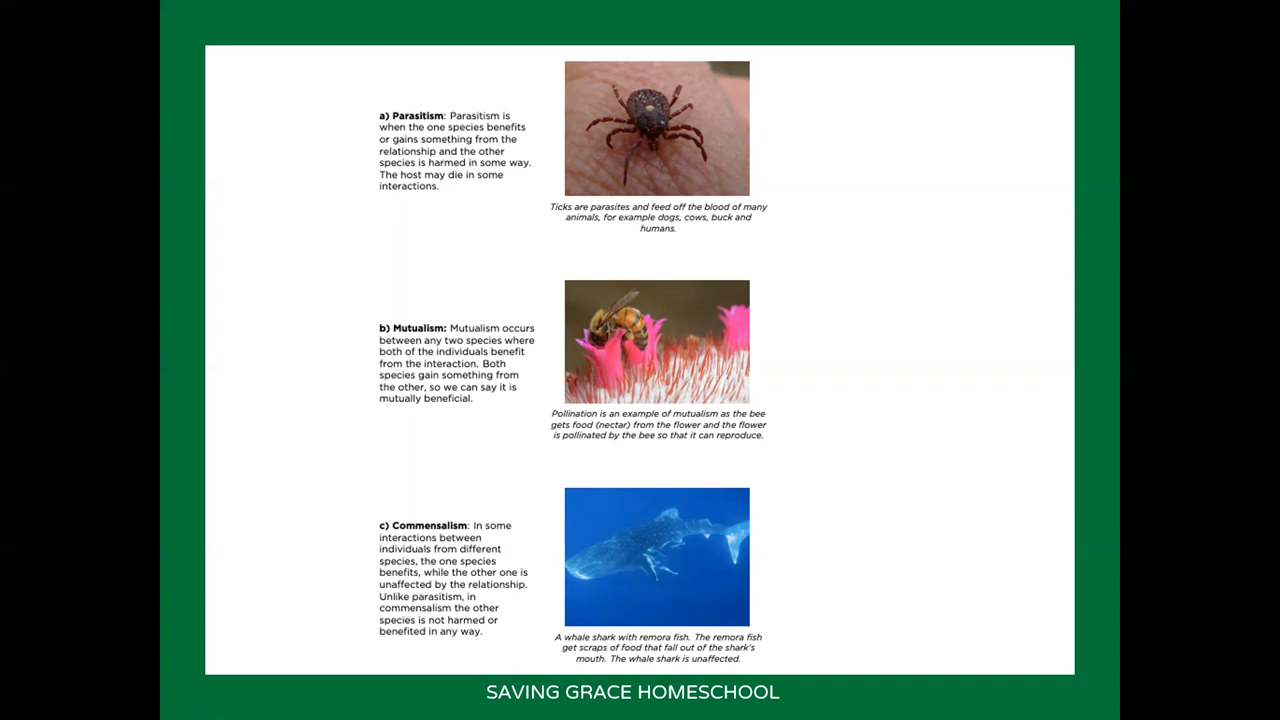 a) Parasitism: Parasitism is
when the one species benefits
or gains something from the
relationship and the other
species is harmed in some way.
The host may die in some
interactions.
Ticks are parasites and feed off the blood of many
animals, for example dogs, cows, buck and
humans.
b) Mutualism: Mutualism occurs
between any two species where
both of the individuals benefit
from the interaction. Both
species gain something from
the other, so we can say it is
mutually beneficial.
Pollination is an example of mutualism as the bee
gets food (nectar) from the flower and the flower
is pollinated by the bee so that it can reproduce.
c) Commensalism: In some
interactions between
individuals from different
species, the one species
benefits, while the other one is
unaffected by the relationship.
Unlike parasitism, in
commensalism the other
species is not harmed or
benefited in any way.
A whale shark with remora fish. The remora fish
get scraps of food that fall out of the shark's
mouth. The whale shark is unaffected.
SAVING GRACE HOMESCHOOL